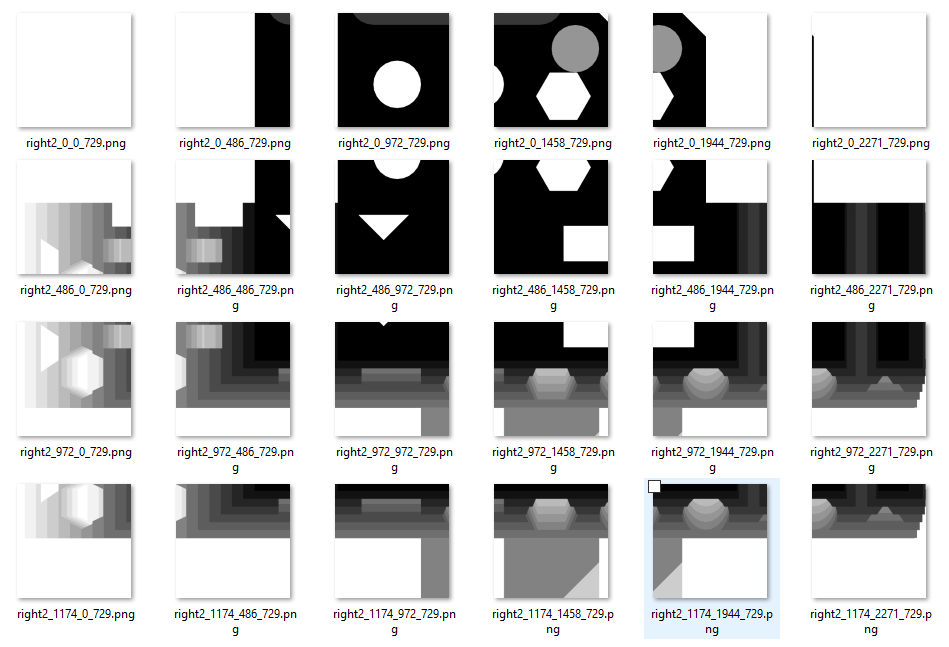 right2_0_0_729.png
right2_0_486_729.png
right2_0_972_729.png
right2_0_1458_729.png
right2_0_1944_729.png
right2_0_2271_729.png
right2_486_0_729.png
right2_486_486_729.pn
g
right2_486_972_729.pn
g
right2_486_1458_729.pn
g
right2_486_1944_729.pn
g
right2_486_2271_729.pn
g
right2_972_0_729.png
right2_972_486_729.pn
g
right2_972_972_729.pn
g
right2_972_1458_729.pn
g
right2_972_1944_729.pn
g
right2_972_2271_729.pn
g
right2_1174_0_729.png
right2_1174_486_729.pn
g
right2_1174_972_729.pn
g
right2_1174_1458_729.p
ng
right2_1174_1944_729.p
ng
right2_1174_2271_729.p
ng